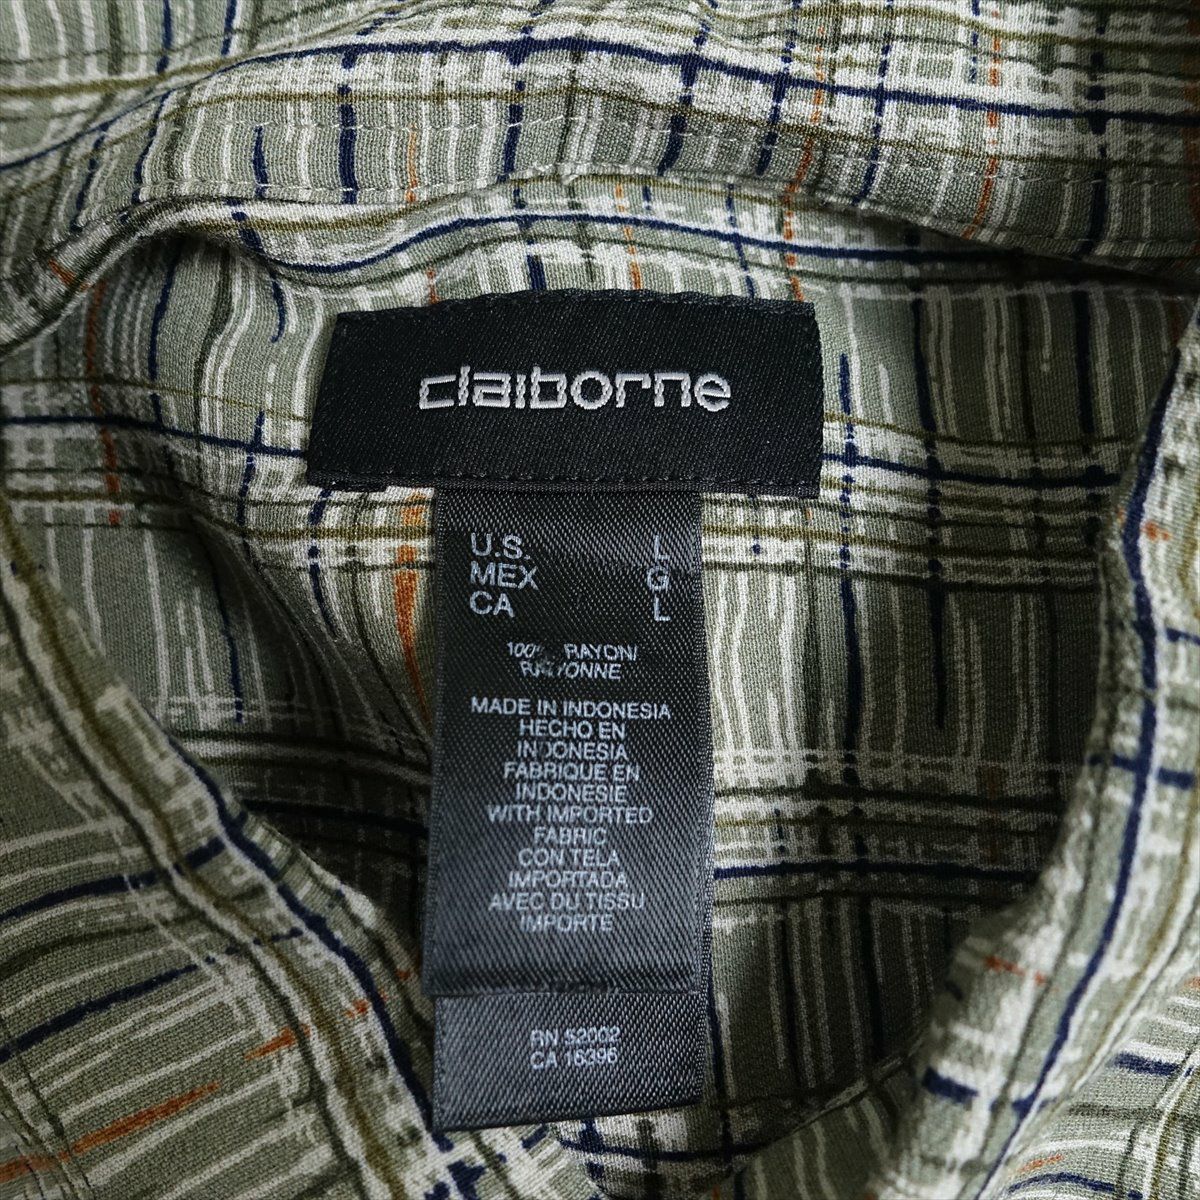 claiborne
U.S. L
MEX G
CA L
100% RAYON/
RAYONNE
MADE IN INDONESIA
HECHO EN
INDONESIA
FABRIQUE EN
INDONESIE
WITH IMPORTED
FABRIC
CON TELA
IMPORTADA
AVEC DU TISSU
IMPORTE
RN 52002
CA 16396